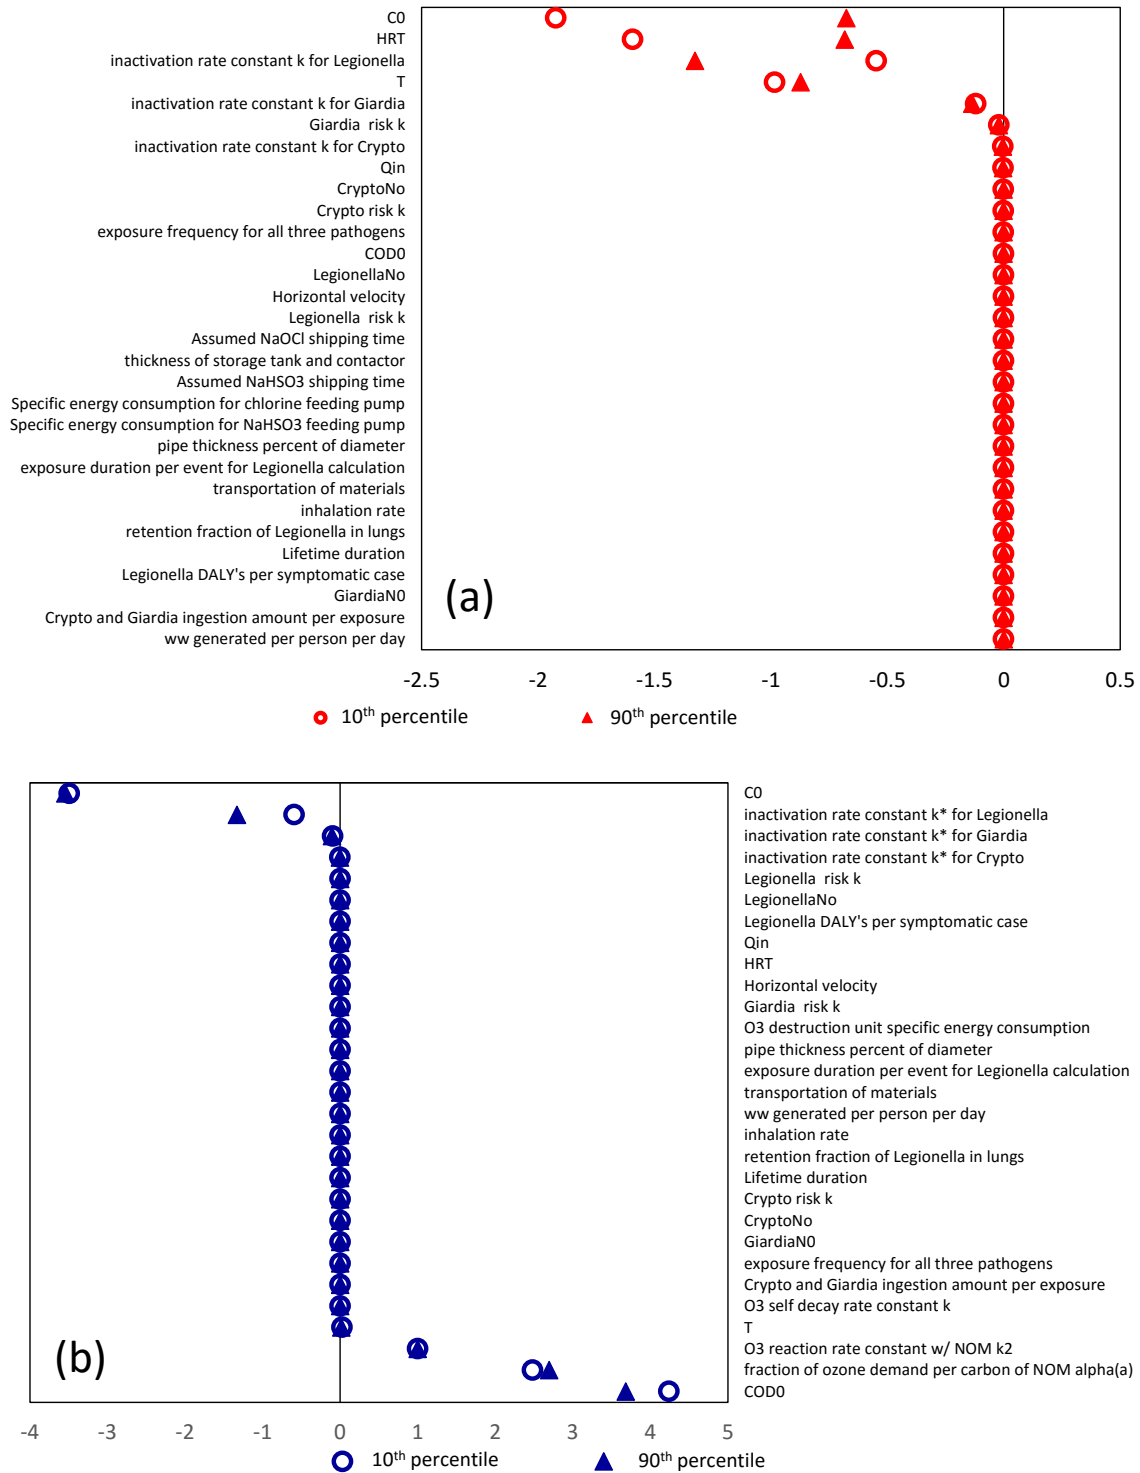 C0
HRT
inactivation rate constant k for Legionella
T
inactivation rate constant k for Giardia
Giardia  risk k
inactivation rate constant k for Crypto
Qin
CryptoNo
Crypto risk k
exposure frequency for all three pathogens
COD0
LegionellaNo
Horizontal velocity
Legionella  risk k
Assumed NaOCl shipping time
thickness of storage tank and contactor
Assumed NaHSO3 shipping time
Specific energy consumption for chlorine feeding pump
Specific energy consumption for NaHSO3 feeding pump
pipe thickness percent of diameter
exposure duration per event for Legionella calculation
transportation of materials
inhalation rate
retention fraction of Legionella in lungs
Lifetime duration
Legionella DALY's per symptomatic case
GiardiaN0
Crypto and Giardia ingestion amount per exposure
ww generated per person per day
(a)
-2.5 -2 -1.5 -1 -0.5 0 0.5
10th percentile 90th percentile
C0
inactivation rate constant k* for Legionella
inactivation rate constant k* for Giardia
inactivation rate constant k* for Crypto
Legionella  risk k
LegionellaNo
Legionella DALY's per symptomatic case
Qin
HRT
Horizontal velocity
Giardia  risk k
O3 destruction unit specific energy consumption
pipe thickness percent of diameter
exposure duration per event for Legionella calculation
transportation of materials
ww generated per person per day
inhalation rate
retention fraction of Legionella in lungs
Lifetime duration
Crypto risk k
CryptoNo
GiardiaN0
exposure frequency for all three pathogens
Crypto and Giardia ingestion amount per exposure
O3 self decay rate constant k
T
O3 reaction rate constant w/ NOM k2
fraction of ozone demand per carbon of NOM alpha(a)
COD0
(b)
-4 -3 -2 -1 0 1 2 3 4 5
10th percentile 90th percentile